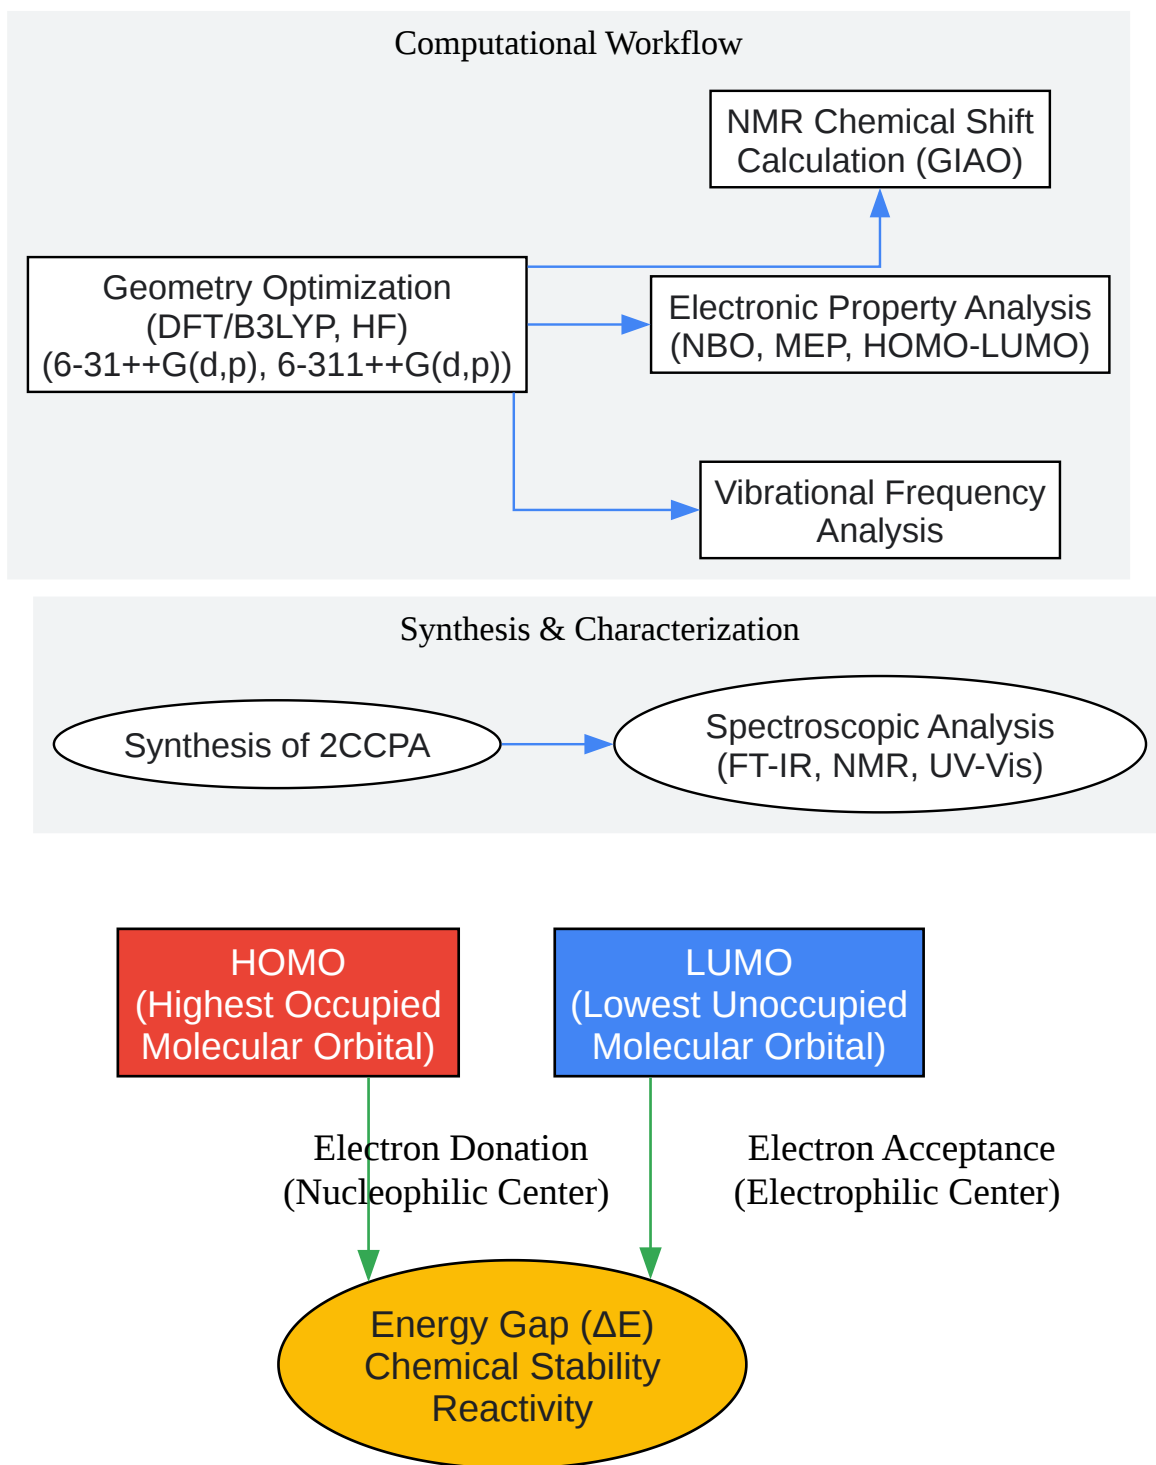 Computational Workflow
NMR Chemical Shift
Calculation (GIAO)
Geometry Optimization
(DFT/B3LYP, HF)
(6-31++G(d,p), 6-311++G(d,p))
Electronic Property Analysis
(NBO, MEP, HOMO-LUMO)
Vibrational Frequency
Analysis
Synthesis & Characterization
Synthesis of 2CCPA
Spectroscopic Analysis
(FT-IR, NMR, UV-Vis)
HOMO
(Highest Occupied
Molecular Orbital)
LUMO
(Lowest Unoccupied
Molecular Orbital)
Electron Donation
(Nucleophilic Center)
Electron Acceptance
(Electrophilic Center)
Energy Gap (ΔE)
Chemical Stability
Reactivity